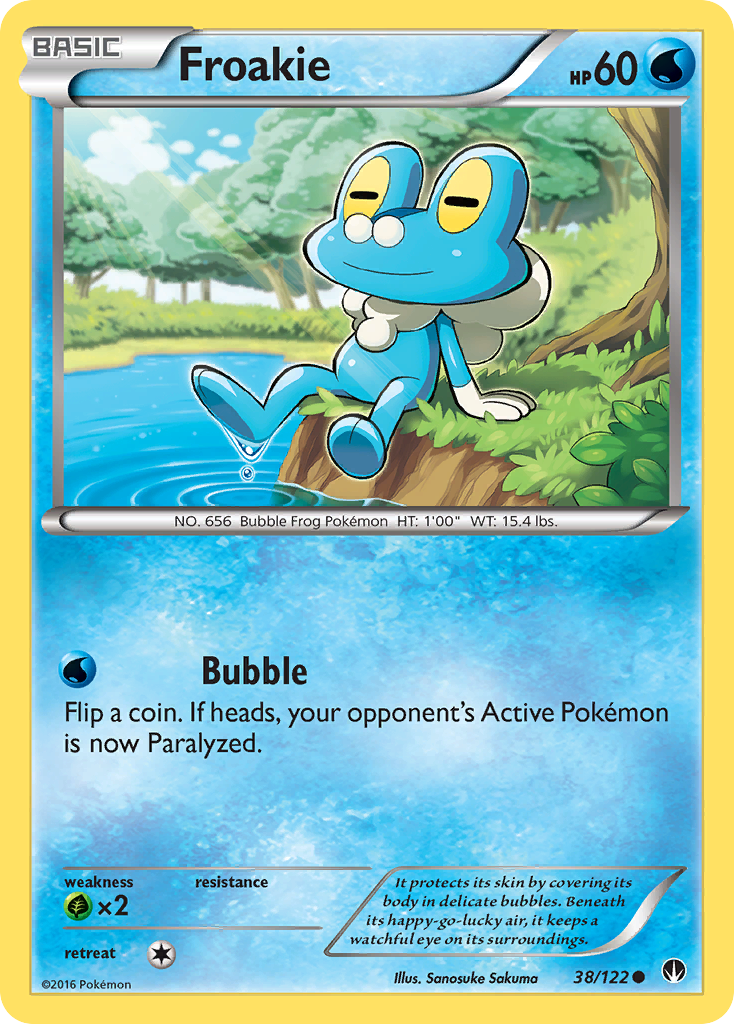 BASIC
Froakie
HP60
NO. 656 Bubble Frog Pokémon HT: 1'00" WT: 15.4 lbs.
Bubble
Flip a coin. If heads, your opponent's Active Pokémon
is now Paralyzed.
weakness
resistance
×2
It protects its skin by covering its
body in delicate bubbles. Beneath
its happy-go-lucky air, it keeps a
watchful eye on its surroundings.
retreat
©2016 Pokémon
Illus. Sanosuke Sakuma
38/122